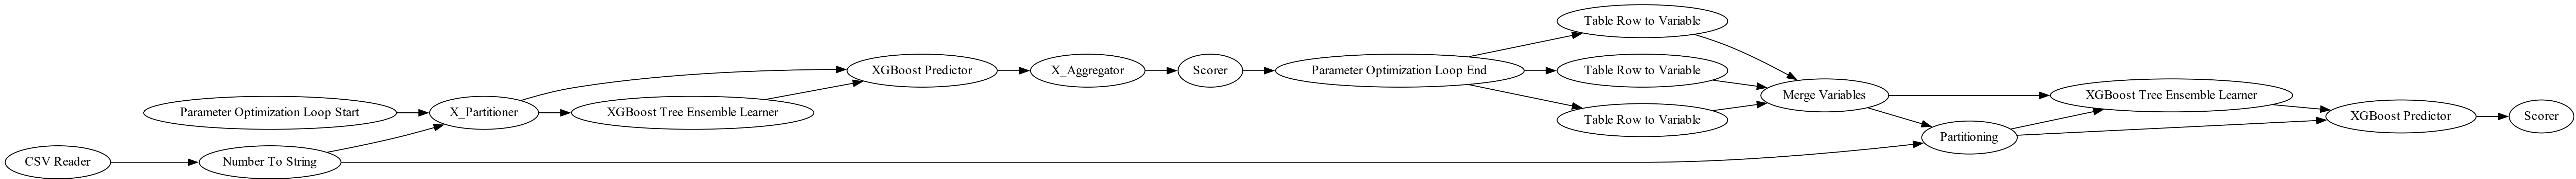 CSV Reader
Number To String
Parameter Optimization Loop Start
X_Partitioner
XGBoost Tree Ensemble Learner
XGBoost Predictor
X_Aggregator
Scorer
Parameter Optimization Loop End
Table Row to Variable
Table Row to Variable
Table Row to Variable
Merge Variables
Partitioning
XGBoost Tree Ensemble Learner
XGBoost Predictor
Scorer